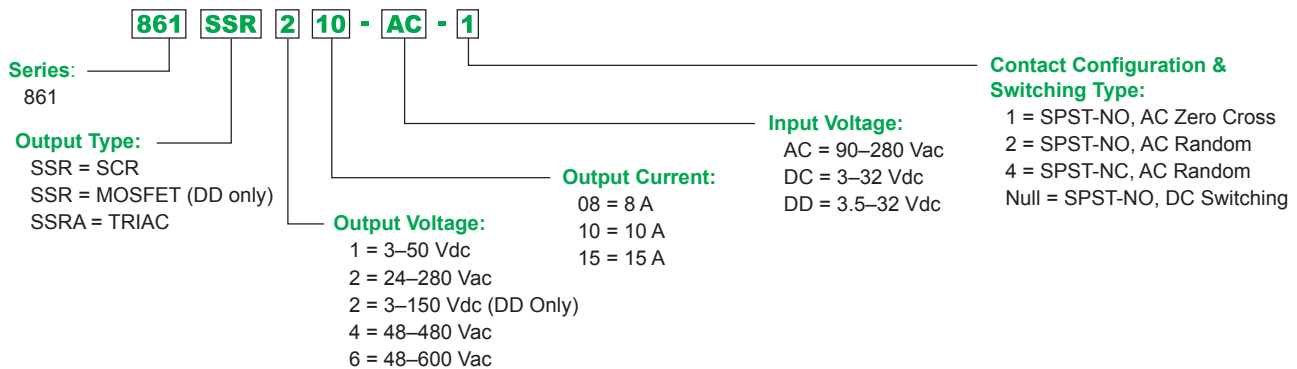 861 SSR 2 10 - AC - 1
Series:
861
Output Type:
SSR = SCR
SSR = MOSFET (DD only)
SSRA = TRIAC
Output Voltage:
1 = 3–50 Vdc
2 = 24–280 Vac
2 = 3–150 Vdc (DD Only)
4 = 48–480 Vac
6 = 48–600 Vac
Output Current:
08 = 8 A
10 = 10 A
15 = 15 A
Input Voltage:
AC = 90–280 Vac
DC = 3–32 Vdc
DD = 3.5–32 Vdc
Contact Configuration &
Switching Type:
1 = SPST-NO, AC Zero Cross
2 = SPST-NO, AC Random
4 = SPST-NC, AC Random
Null = SPST-NO, DC Switching